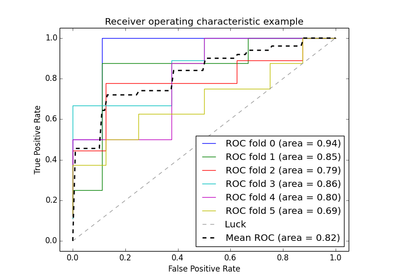 Receiver operating characteristic example
1.0
0.8
0.6
0.4
0.2
0.0
True Positive Rate
ROC fold 0 (area = 0.94)
ROC fold 1 (area = 0.85)
ROC fold 2 (area = 0.79)
ROC fold 3 (area = 0.86)
ROC fold 4 (area = 0.80)
ROC fold 5 (area = 0.69)
Luck
Mean ROC (area = 0.82)
0.0 0.2 0.4 0.6 0.8 1.0
False Positive Rate